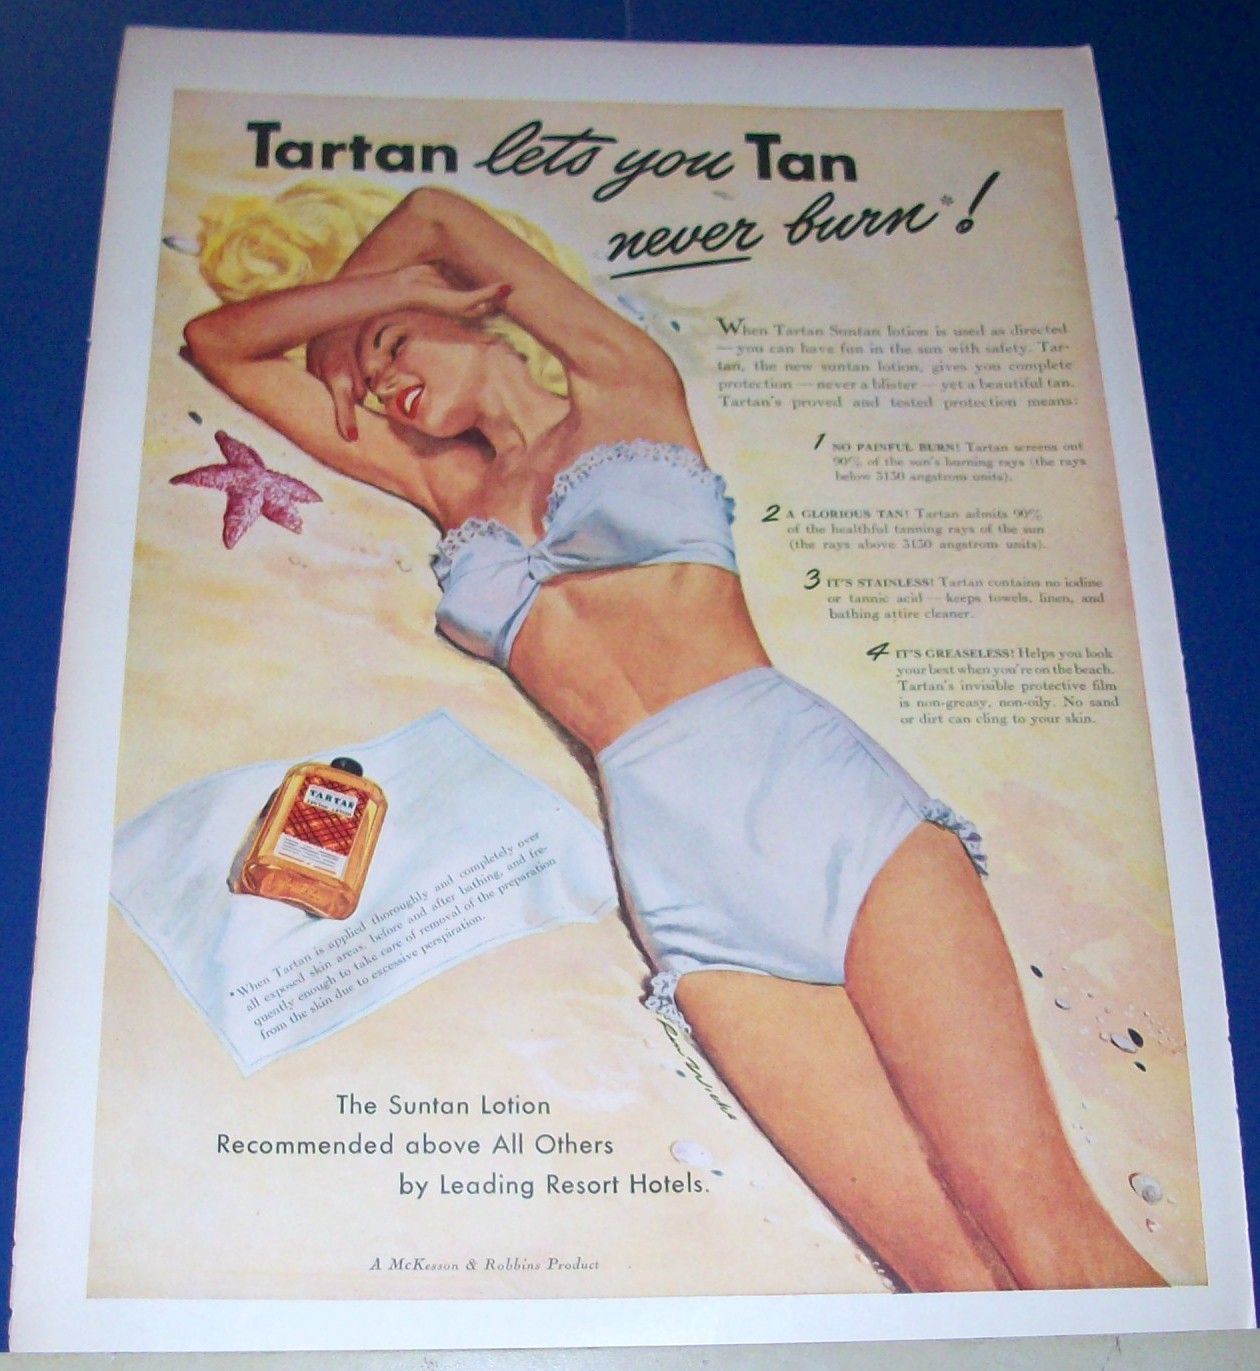 Tartan lets you Tan
never burn*!
When Tartan Suntan lotion is used as directed
—you can have fun in the sun with safety. Tar-
tan, the new suntan lotion, gives you complete
protection — never a blister — yet a beautiful tan.
Tartan's proved and tested protection means:
1 NO PAINFUL BURN! Tartan screens out
90% of the sun's burning rays (the rays
below 3130 angstrom units).
2 A GLORIOUS TAN! Tartan admits 90%
of the healthful tanning rays of the sun
(the rays above 3130 angstrom units).
3 IT'S STAINLESS! Tartan contains no iodine
or tannic acid — keeps towels, linen, and
bathing attire cleaner.
4 IT'S GREASELESS! Helps you look
your best when you're on the beach.
Tartan's invisible protective film
is non-greasy, non-oily. No sand
or dirt can cling to your skin.
TARTAN
*When Tartan is applied thoroughly and completely over
all exposed skin areas, before and after bathing, and fre-
quently enough to take care of removal of the preparation
from the skin due to excessive perspiration.
Ren Wicks
The Suntan Lotion
Recommended above All Others
by Leading Resort Hotels.
A McKesson & Robbins Product